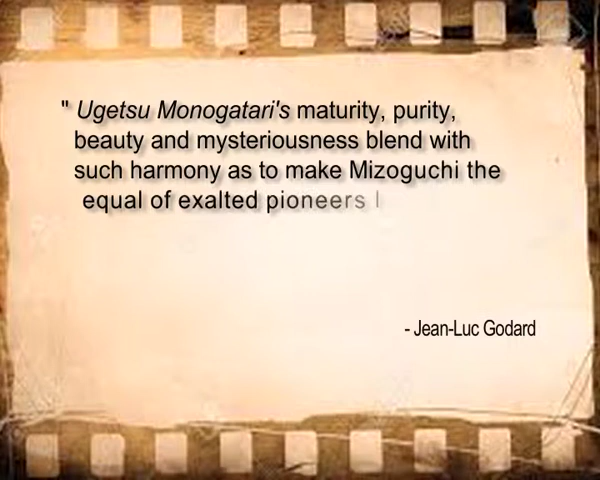 " Ugetsu Monogatari's maturity, purity,
beauty and mysteriousness blend with
such harmony as to make Mizoguchi the
equal of exalted pioneers
- Jean-Luc Godard